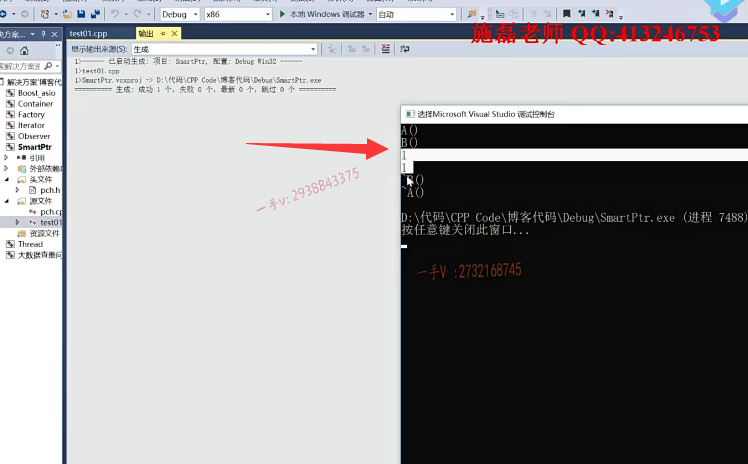 施磊老师 QQ:413246753
Debug
x86
本地 Windows 调试器
自动
test01.cpp
输出
显示输出来源(S):
生成
1>------ 已启动生成: 项目: SmartPtr, 配置: Debug Win32 ------
1>test01.cpp
1>SmartPtr.vcxproj -> D:\代码\CPP Code\博客代码\Debug\SmartPtr.exe
========== 生成: 成功 1 个，失败 0 个，最新 0 个，跳过 0 个 ==========
解决方案'博客代
Boost_asio
Container
Factory
Iterator
Observer
SmartPtr
引用
外部依赖
头文件
pch.h
源文件
pch.cp
test01
资源文件
Thread
大数据查重问
选择Microsoft Visual Studio 调试控制台
A()
B()
1
1
()
~A()
D:\代码\CPP Code\博客代码\Debug\SmartPtr.exe (进程 7488)
按任意键关闭此窗口...
一手v: 2938843375
一手V :2732168745